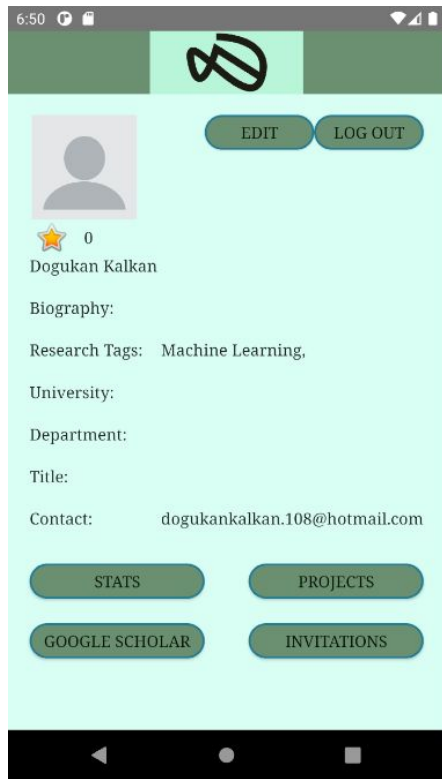 6:50
EDIT LOG OUT
0
Dogukan Kalkan
Biography:
Research Tags: Machine Learning,
University:
Department:
Title:
Contact: dogukankalkan.108@hotmail.com
STATS PROJECTS
GOOGLE SCHOLAR INVITATIONS